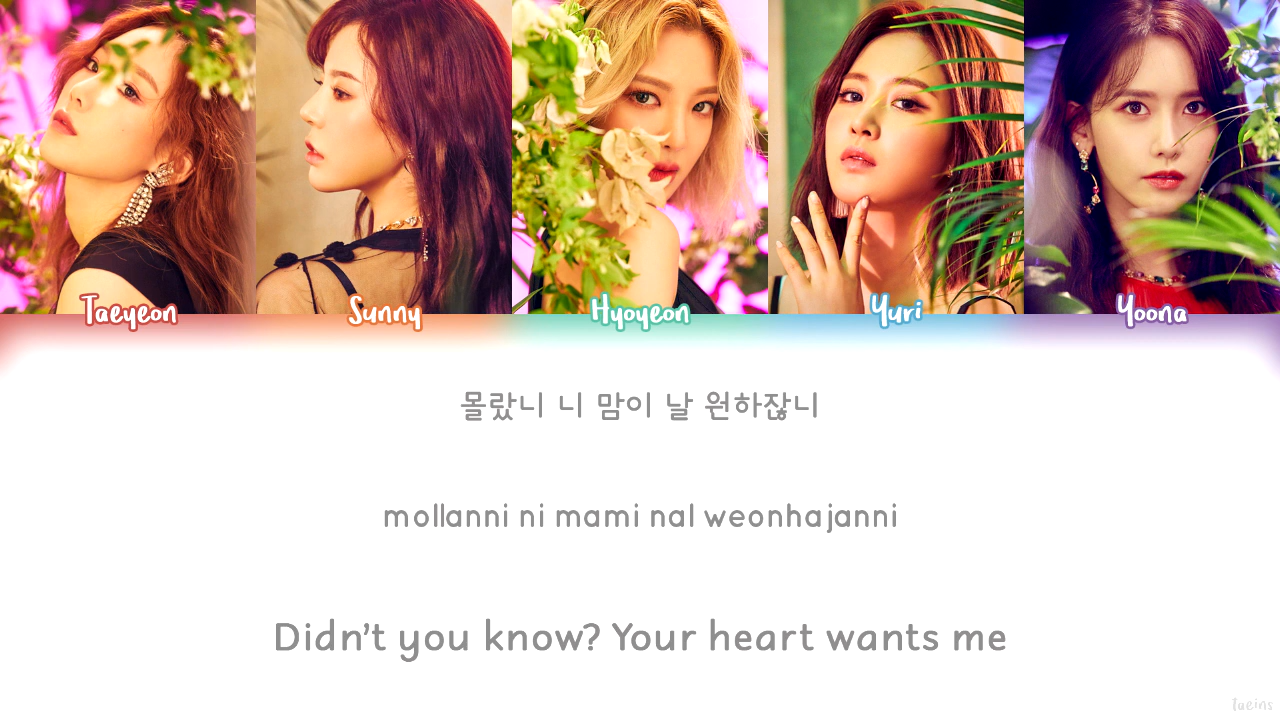 Taeyeon
Sunny
Hyoyeon
Yuri
Yoona
몰랐니 니 맘이 날 원하잖니
mollanni ni mami nal weonhajanni
Didn't you know? Your heart wants me
Taeins